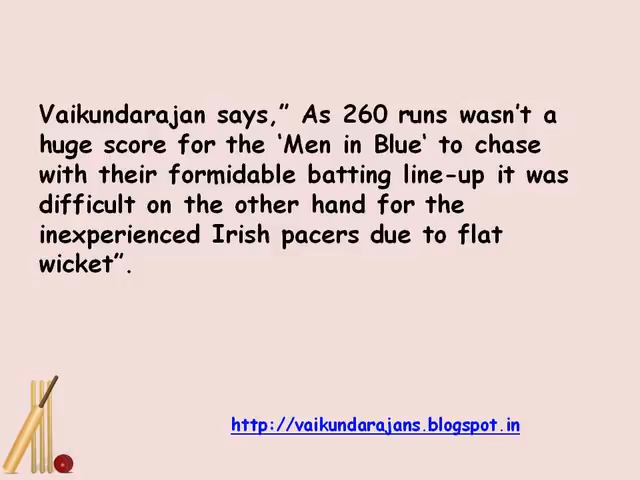 Vaikundarajan says,” As 260 runs wasn’t a
huge score for the ‘Men in Blue‘ to chase
with their formidable batting line-up it was
difficult on the other hand for the
inexperienced Irish pacers due to flat
wicket”.
http://vaikundarajans.blogspot.in